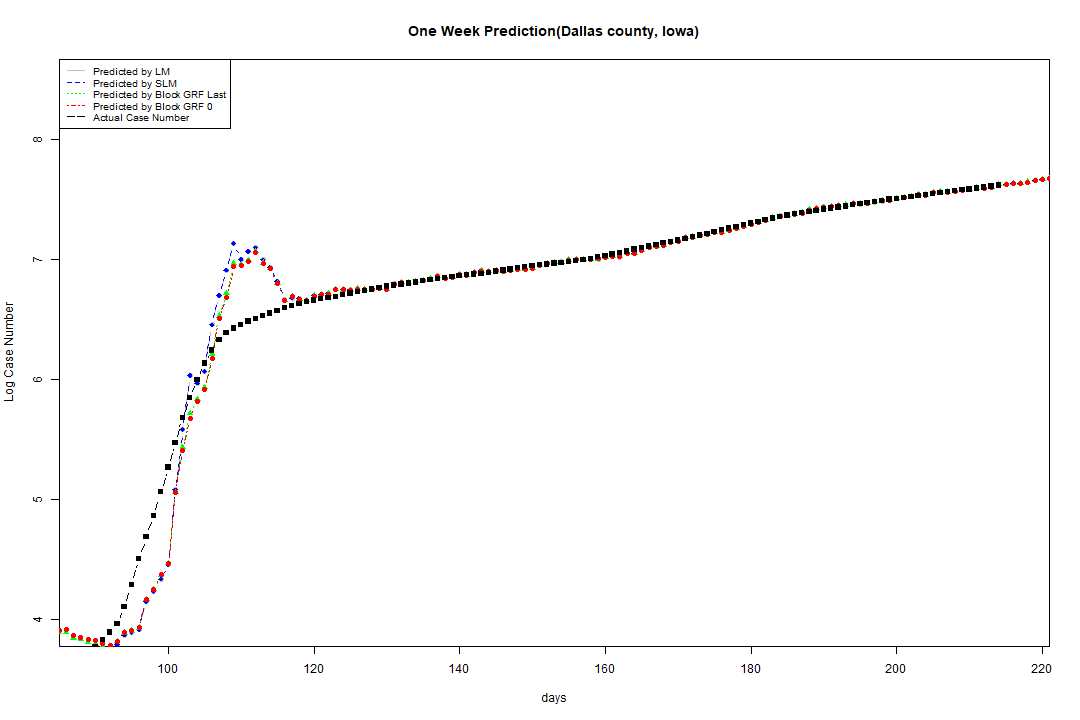 One Week Prediction(Dallas county, Iowa)
Predicted by LM
Predicted by SLM
Predicted by Block GRF Last
Predicted by Block GRF 0
Actual Case Number
8
7
6
5
4
Log Case Number
100 120 140 160 180 200 220
days